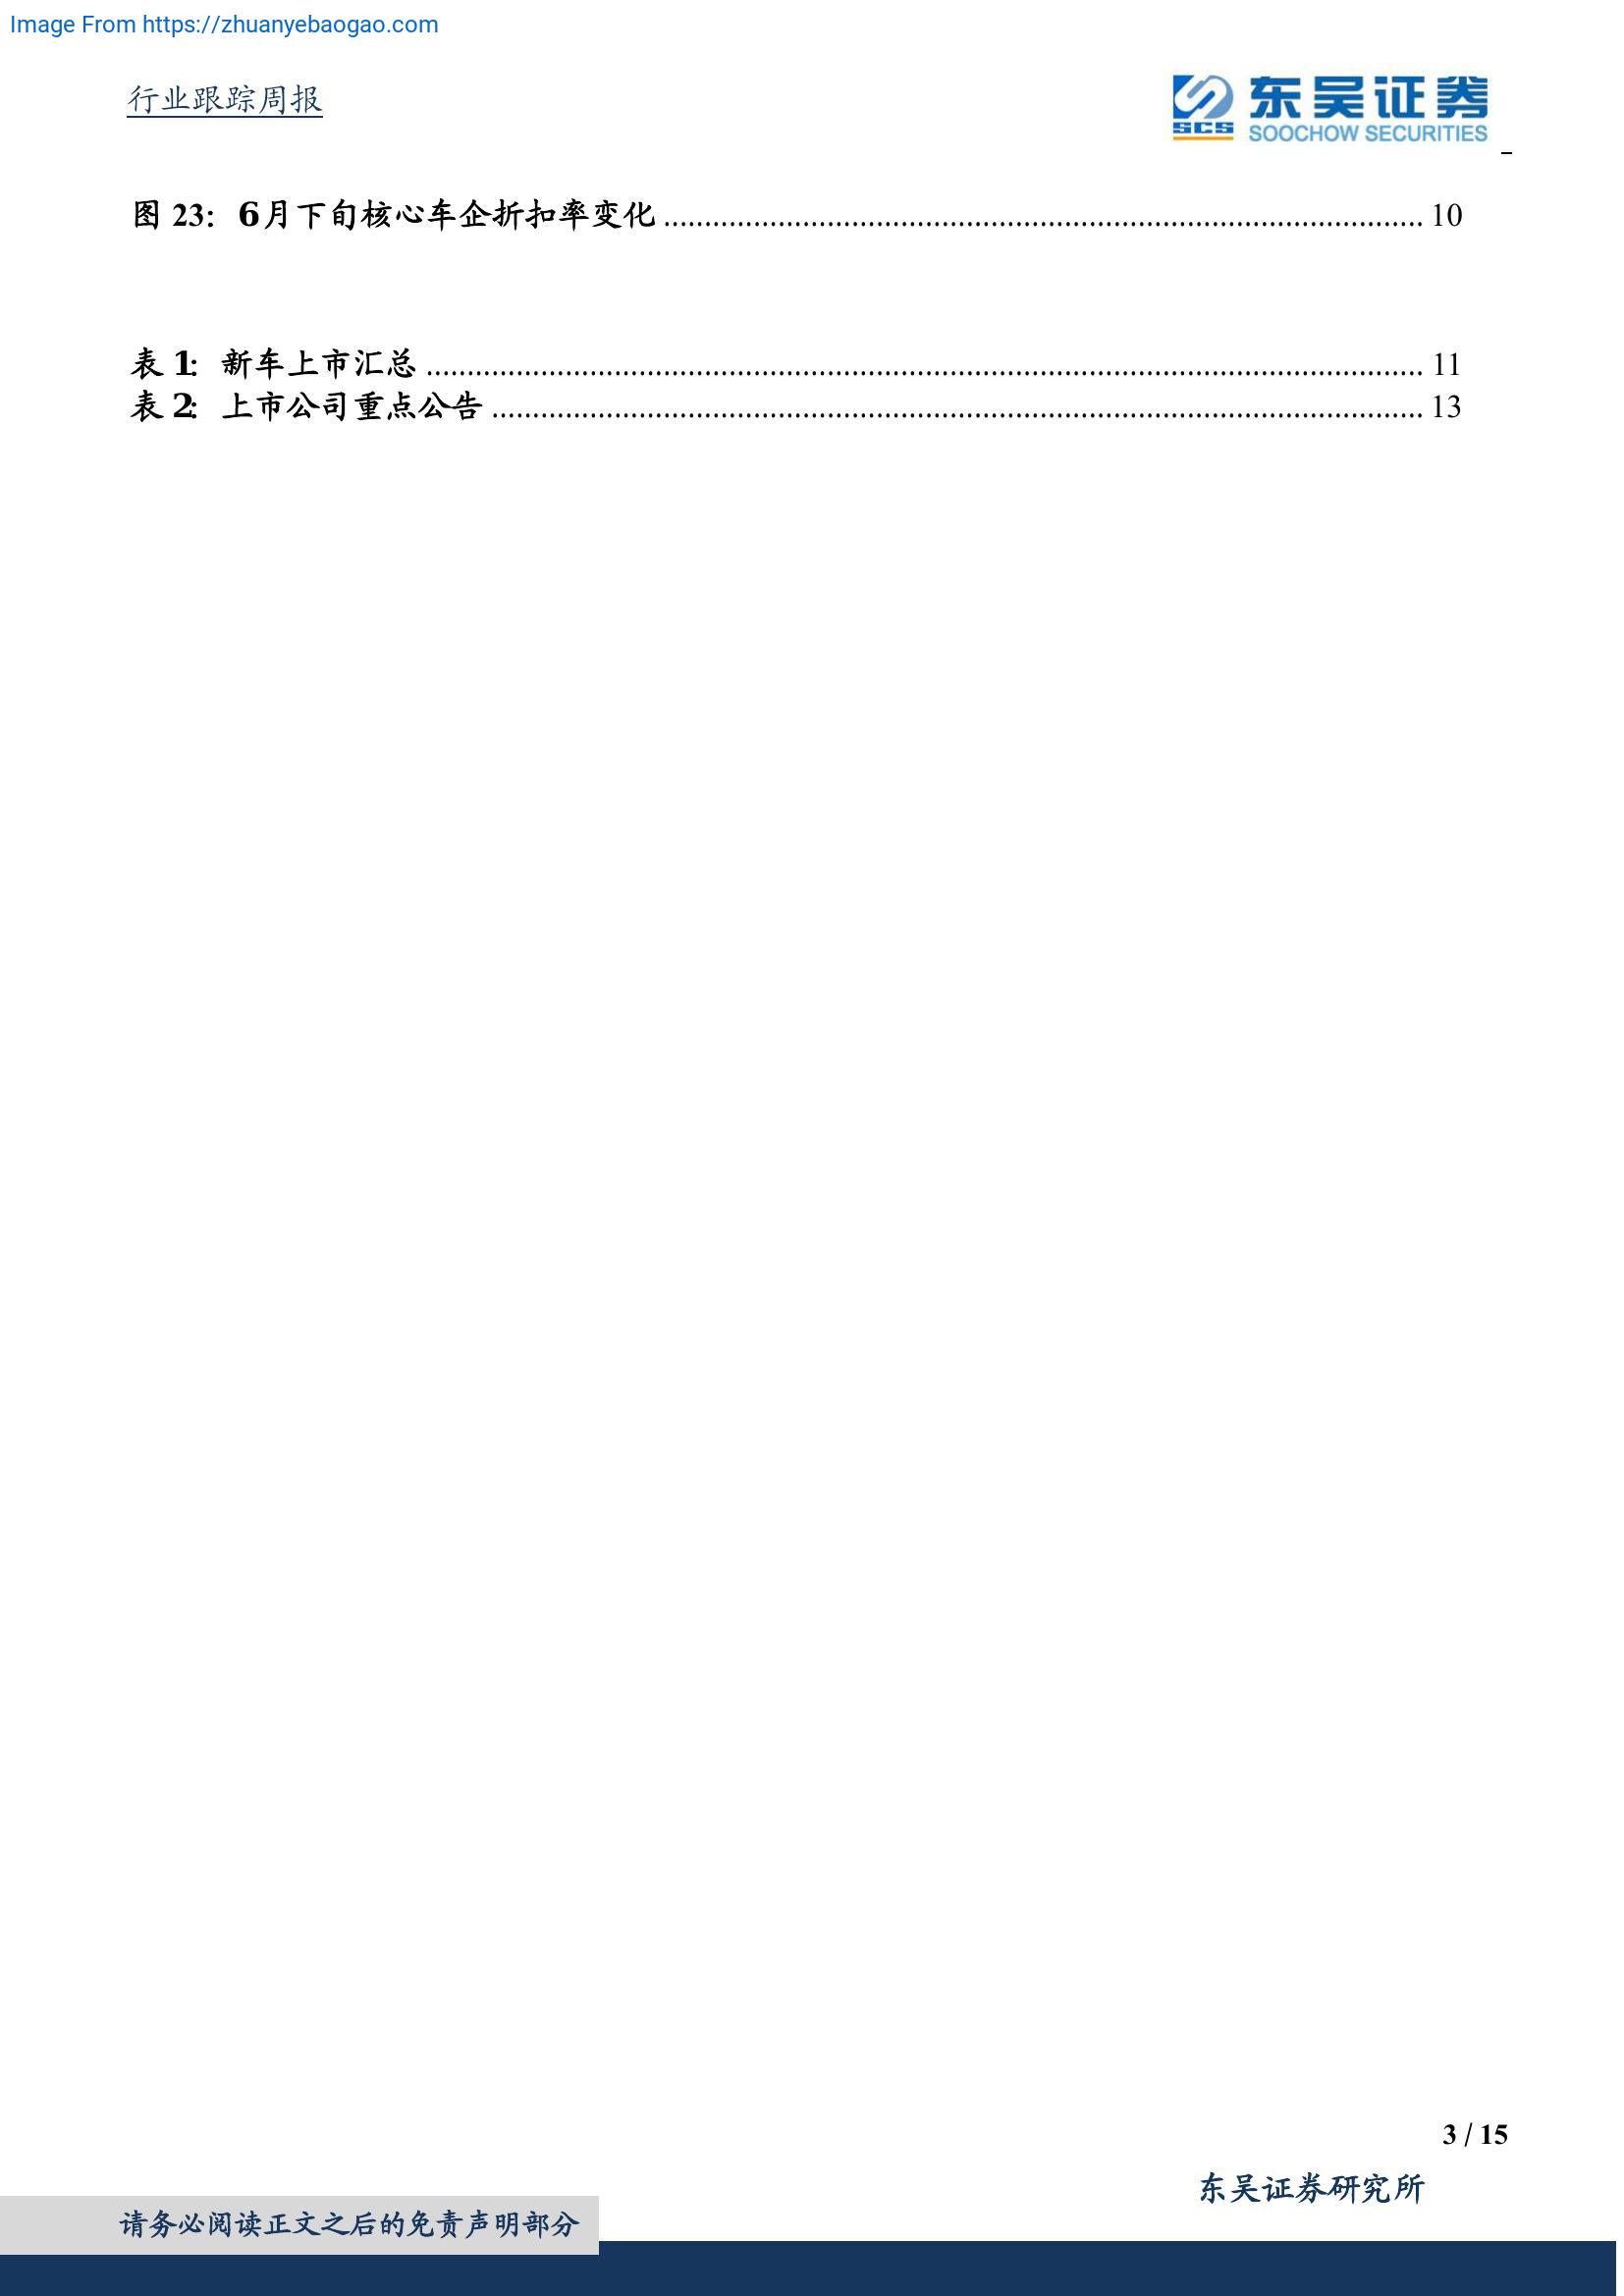 Image From https://zhuanyebaogao.com
行业跟踪周报
东吴证券
SCS
SOOCHOW SECURITIES
图 23: 6月下旬核心车企折扣率变化 ............................................................ 10
表 1: 新车上市汇总 ............................................................ 11
表 2: 上市公司重点公告 ............................................................ 13
3 / 15
东吴证券研究所
请务必阅读正文之后的免责声明部分